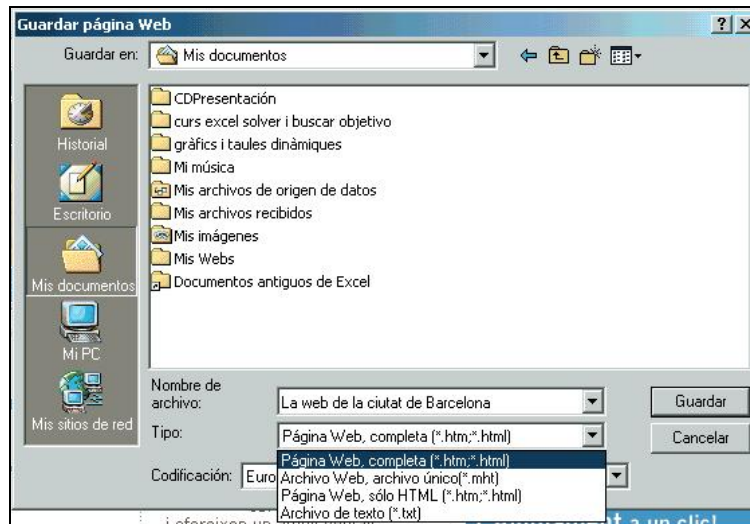 Guardar página Web
Guardar en: Mis documentos
Historial
Escritorio
Mis documentos
Mi PC
Mis sitios de red
CDPresentación
curs excel solver i buscar objetivo
gràfics i taules dinàmiques
Mi música
Mis archivos de origen de datos
Mis archivos recibidos
Mis imágenes
Mis Webs
Documentos antiguos de Excel
Nombre de
archivo: La web de la ciutat de Barcelona Guardar
Tipo: Página Web, completa (*.htm;*.html) Cancelar
Página Web, completa (*.htm;*.html)
Codificación: Euro Archivo Web, archivo único(*.mht)
Página Web, sólo HTML (*.htm;*.html)
Archivo de texto (*.txt)
a un clic!